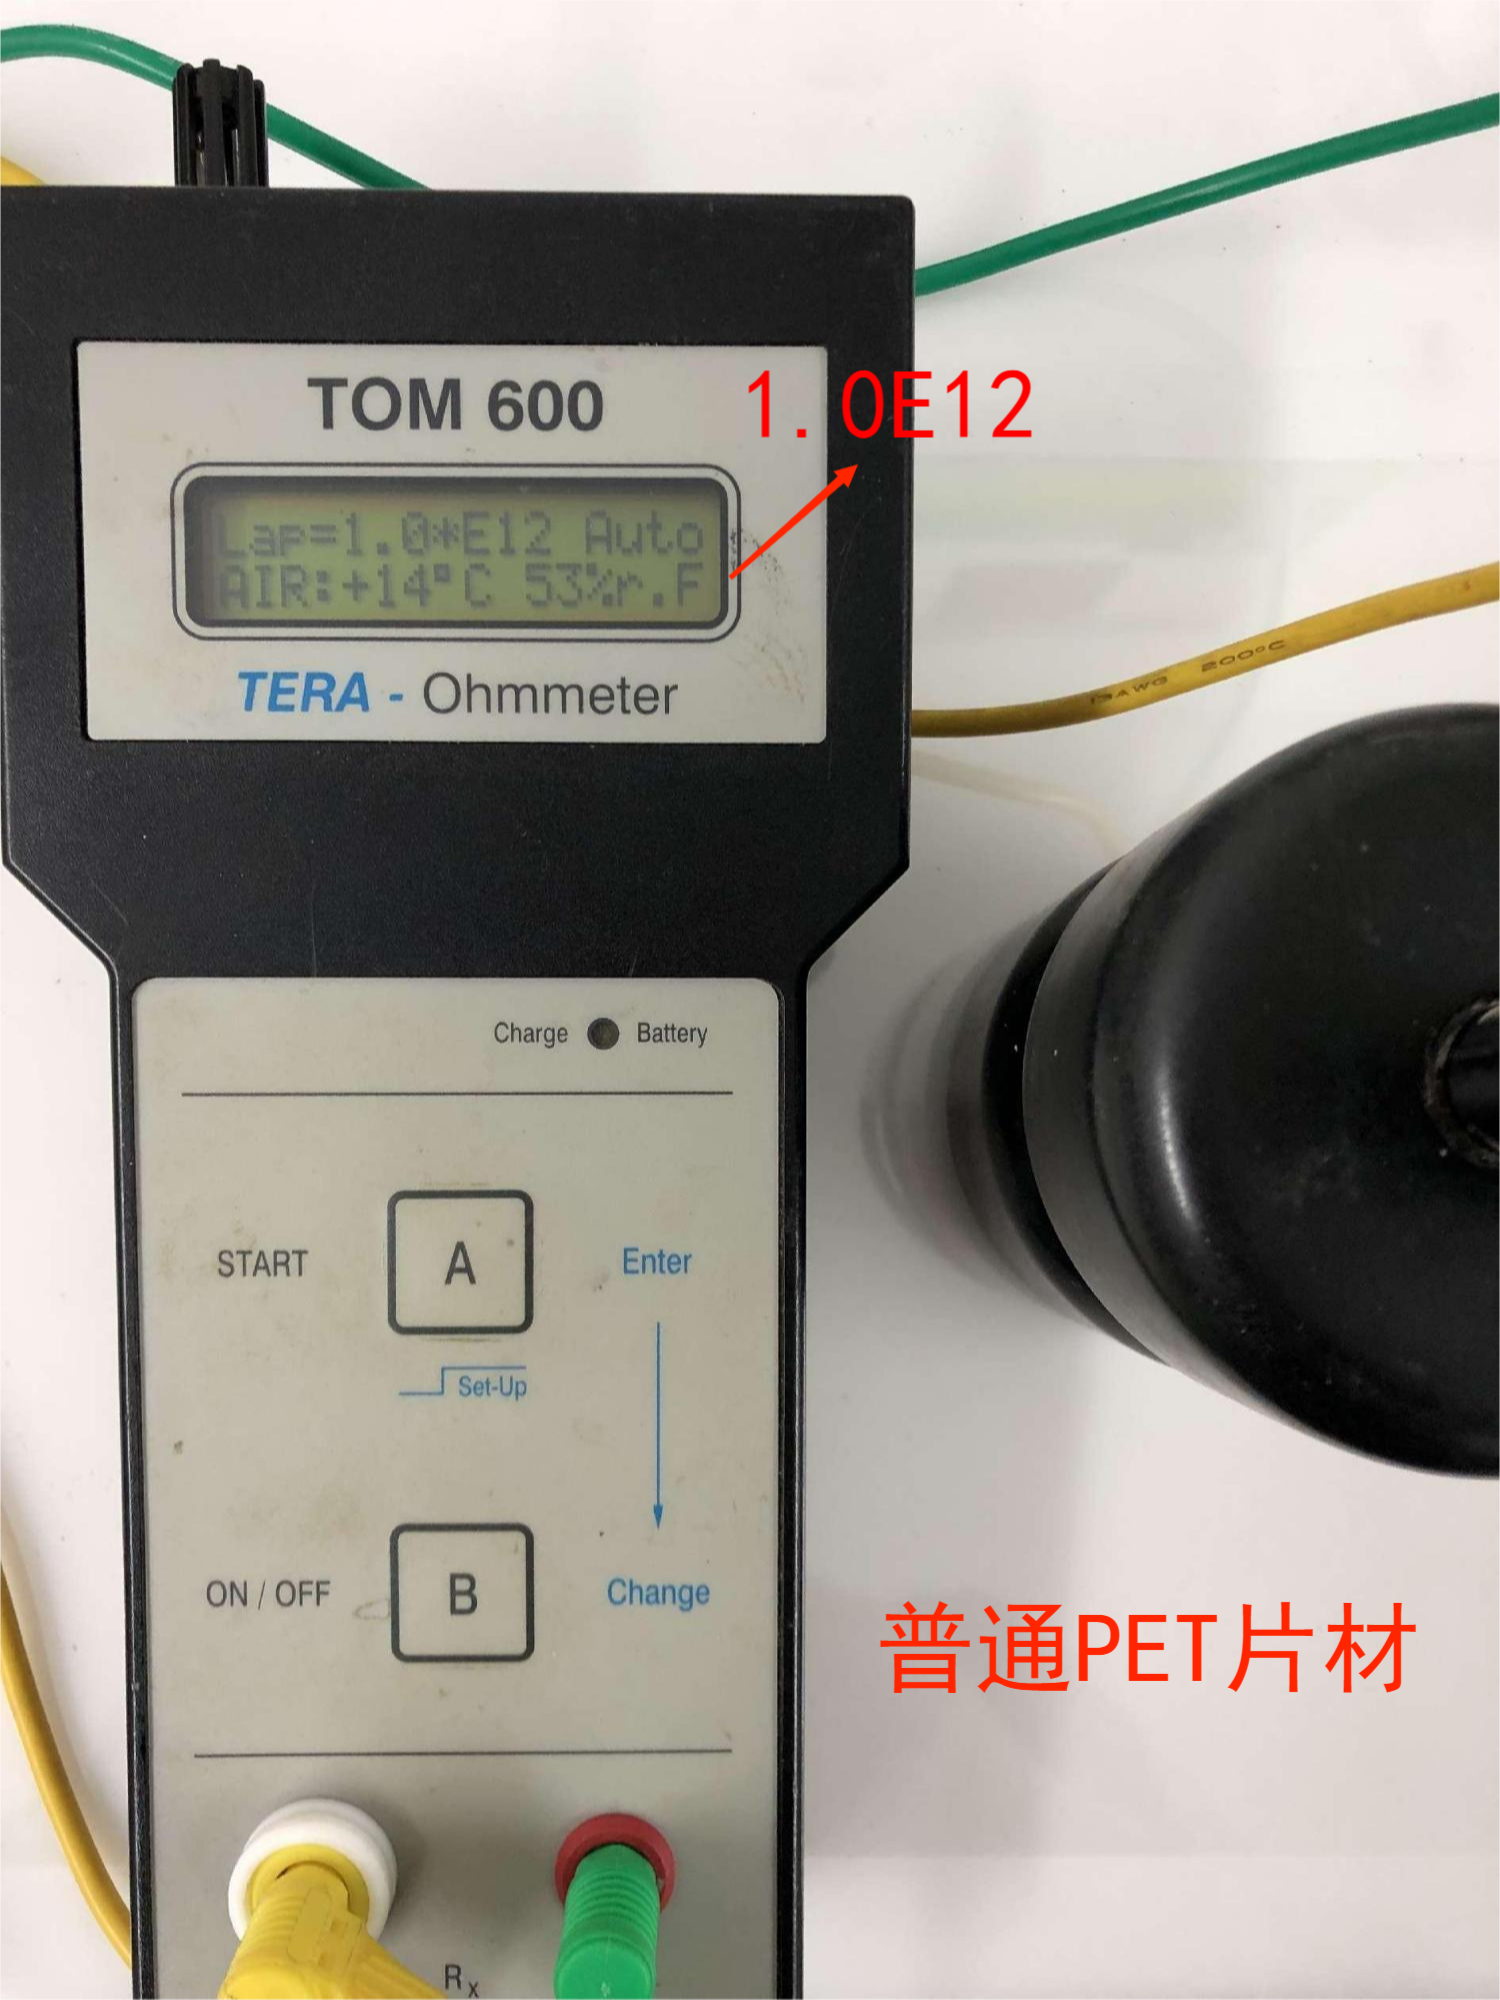 TOM 600
1.0E12
Lap=1.0*E12 Auto
AIR:+14°C 53%r.F
TERA - Ohmmeter
200°C
Charge
Battery
START
A
Enter
Set-Up
ON / OFF
B
Change
普通PET片材
Rx